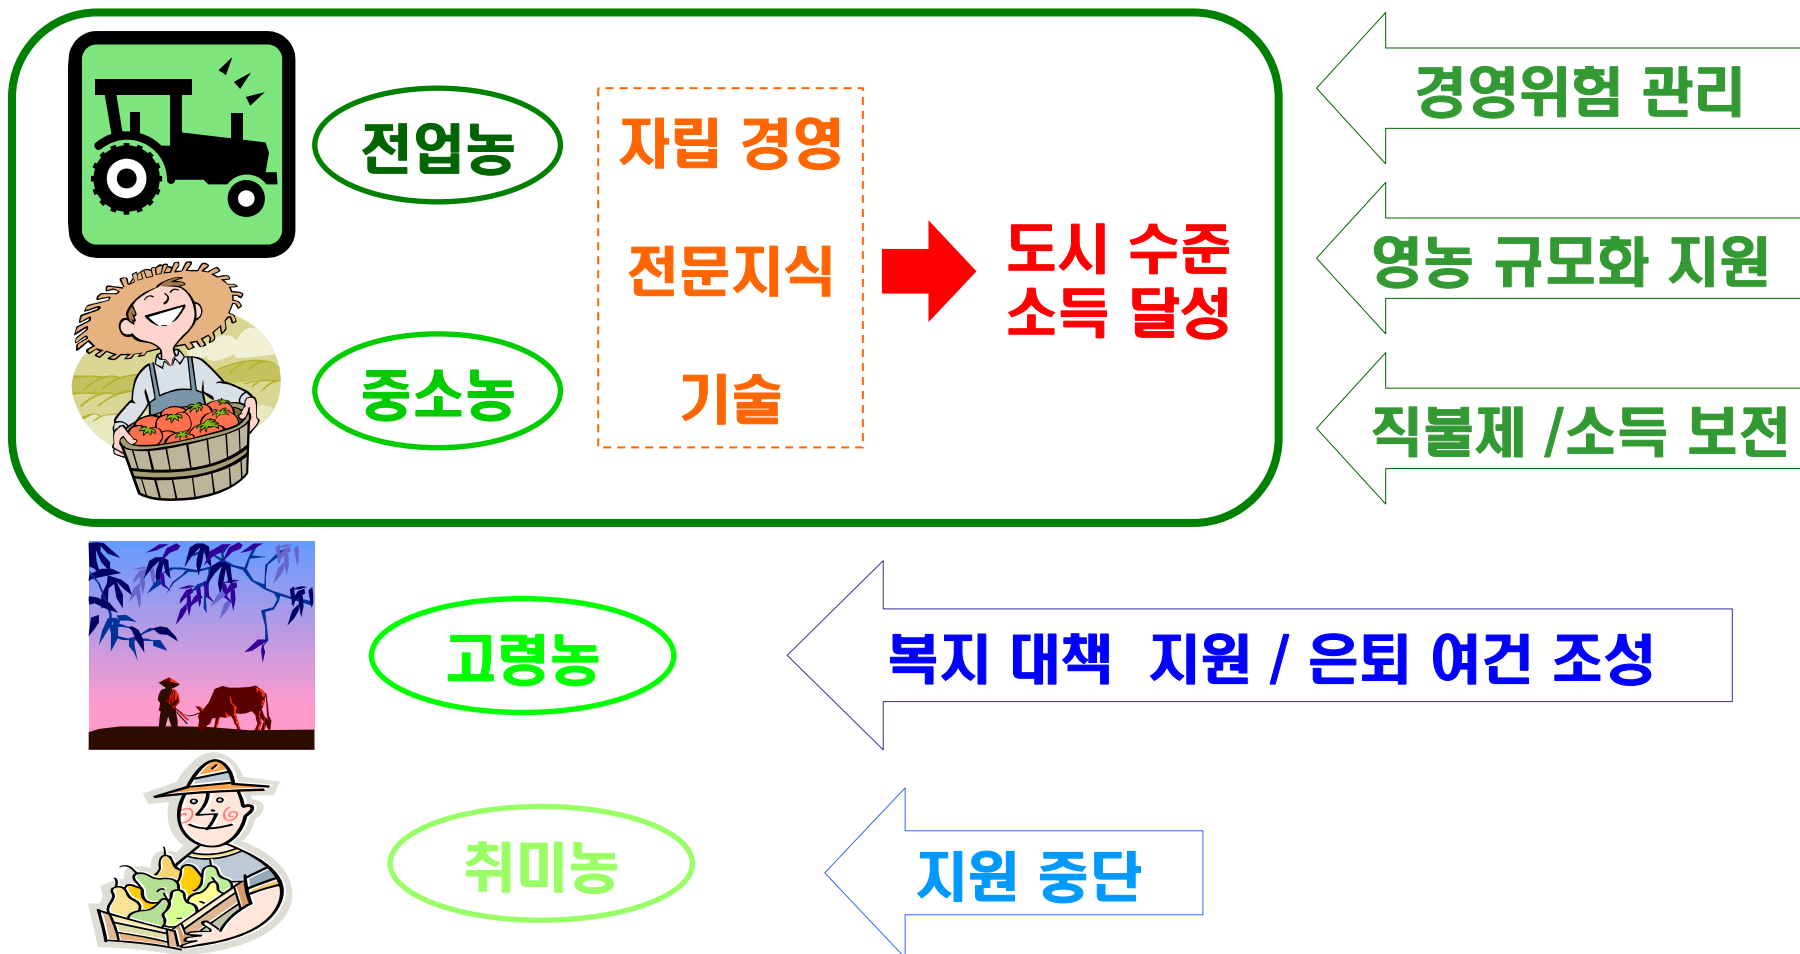 전업농
자립 경영
전문지식
중소농
기술
도시 수준
소득 달성
경영위험 관리
영농 규모화 지원
직불제 /소득 보전
고령농
복지 대책  지원 / 은퇴 여건 조성
취미농
지원 중단